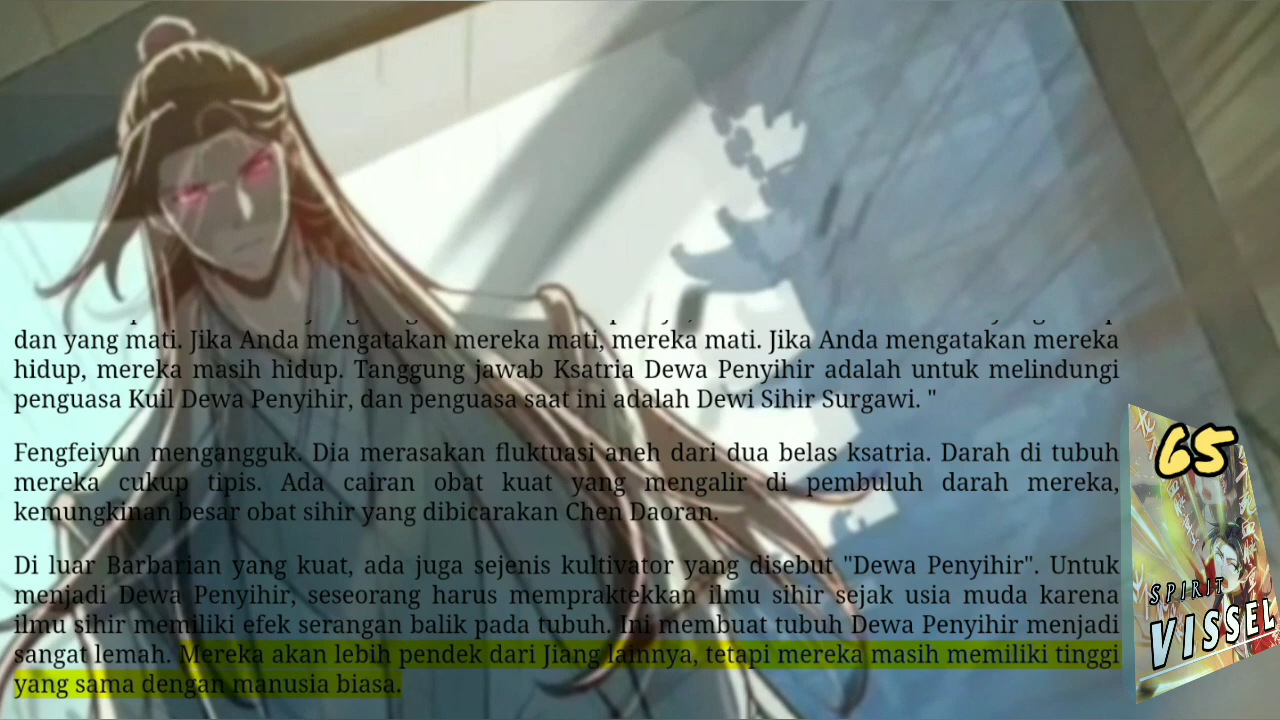 dan yang mati. Jika Anda mengatakan mereka mati, mereka mati. Jika Anda mengatakan mereka
hidup, mereka masih hidup. Tanggung jawab Ksatria Dewa Penyihir adalah untuk melindungi
penguasa Kuil Dewa Penyihir, dan penguasa saat ini adalah Dewi Sihir Surgawi. "
Fengfeiyun mengangguk. Dia merasakan fluktuasi aneh dari dua belas ksatria. Darah di tubuh
mereka cukup tipis. Ada cairan obat kuat yang mengalir di pembuluh darah mereka,
kemungkinan besar obat sihir yang dibicarakan Chen Daoran.
Di luar Barbarian yang kuat, ada juga sejenis kultivator yang disebut "Dewa Penyihir". Untuk
menjadi Dewa Penyihir, seseorang harus mempraktekkan ilmu sihir sejak usia muda karena
ilmu sihir memiliki efek serangan balik pada tubuh. Ini membuat tubuh Dewa Penyihir menjadi
sangat lemah. Mereka akan lebih pendek dari Jiang lainnya, tetapi mereka masih memiliki tinggi
yang sama dengan manusia biasa.
65
SPIRIT
VISSEL